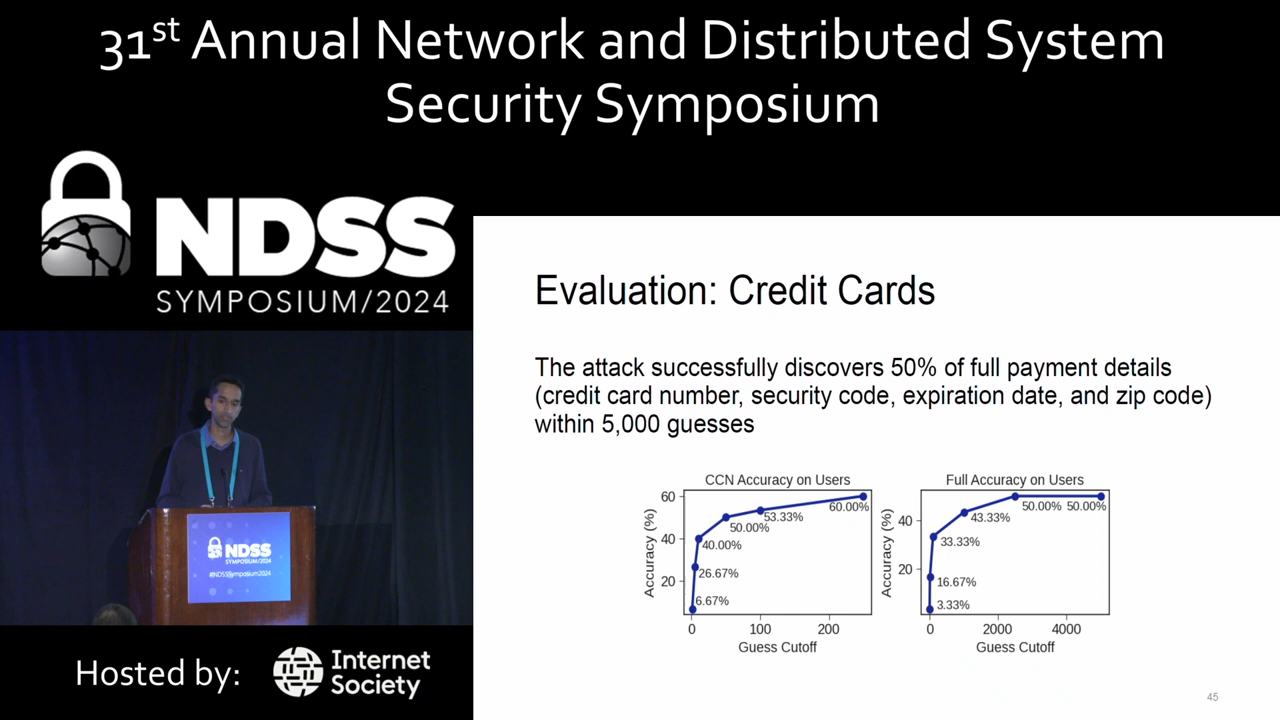 31st Annual Network and Distributed System
Security Symposium
NDSS
SYMPOSIUM/2024
Evaluation: Credit Cards
The attack successfully discovers 50% of full payment details
(credit card number, security code, expiration date, and zip code)
within 5,000 guesses
CCN Accuracy on Users
Accuracy (%)
60
40
20
6.67%
26.67%
40.00%
50.00%
53.33%
60.00%
0
100
200
Guess Cutoff
Full Accuracy on Users
Accuracy (%)
40
20
3.33%
16.67%
33.33%
43.33%
50.00%
50.00%
0
2000
4000
Guess Cutoff
45
NDSS
SYMPOSIUM/2024
#NDSSSymposium2024
Hosted by:
Internet
Society